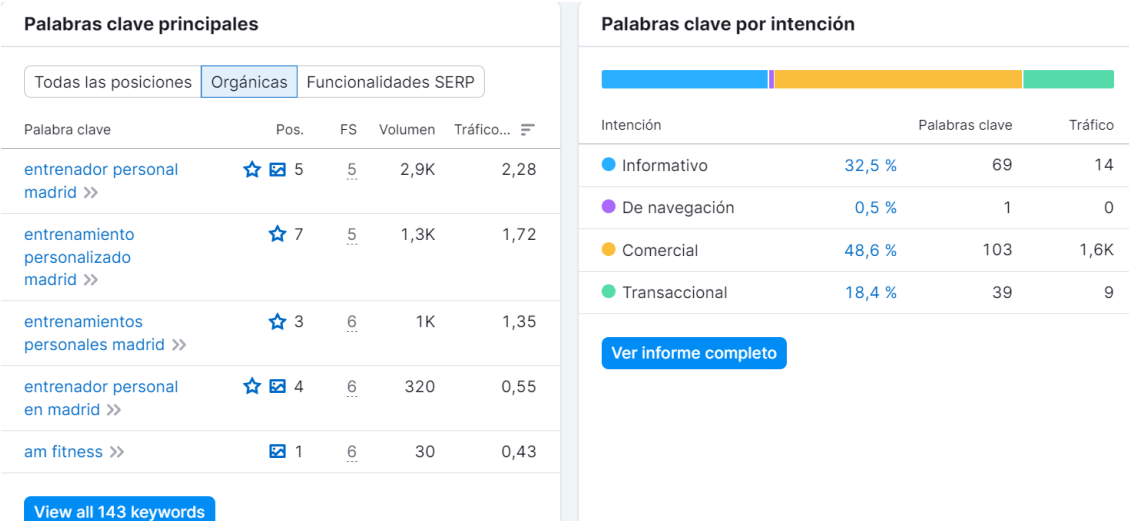 Palabras clave principales
Todas las posiciones Orgánicas Funcionalidades SERP
Palabra clave Pos. FS Volumen Tráfico...
entrenador personal madrid 5 5 2,9K 2,28
entrenamiento personalizado madrid 7 5 1,3K 1,72
entrenamientos personales madrid 3 6 1K 1,35
entrenador personal en madrid 4 6 320 0,55
am fitness 1 6 30 0,43
View all 143 keywords
Palabras clave por intención
Intención Palabras clave Tráfico
Informativo 32,5 % 69 14
De navegación 0,5 % 1 0
Comercial 48,6 % 103 1,6K
Transaccional 18,4 % 39 9
Ver informe completo